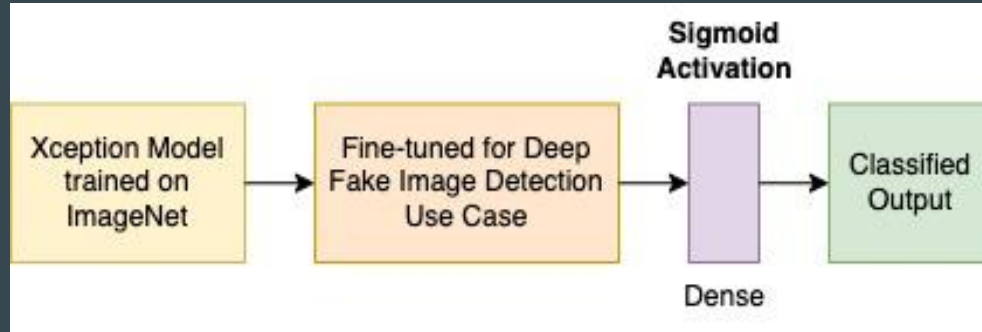 Xception Model
trained on
ImageNet
Fine-tuned for Deep
Fake Image Detection
Use Case
Sigmoid
Activation
Dense
Classified
Output